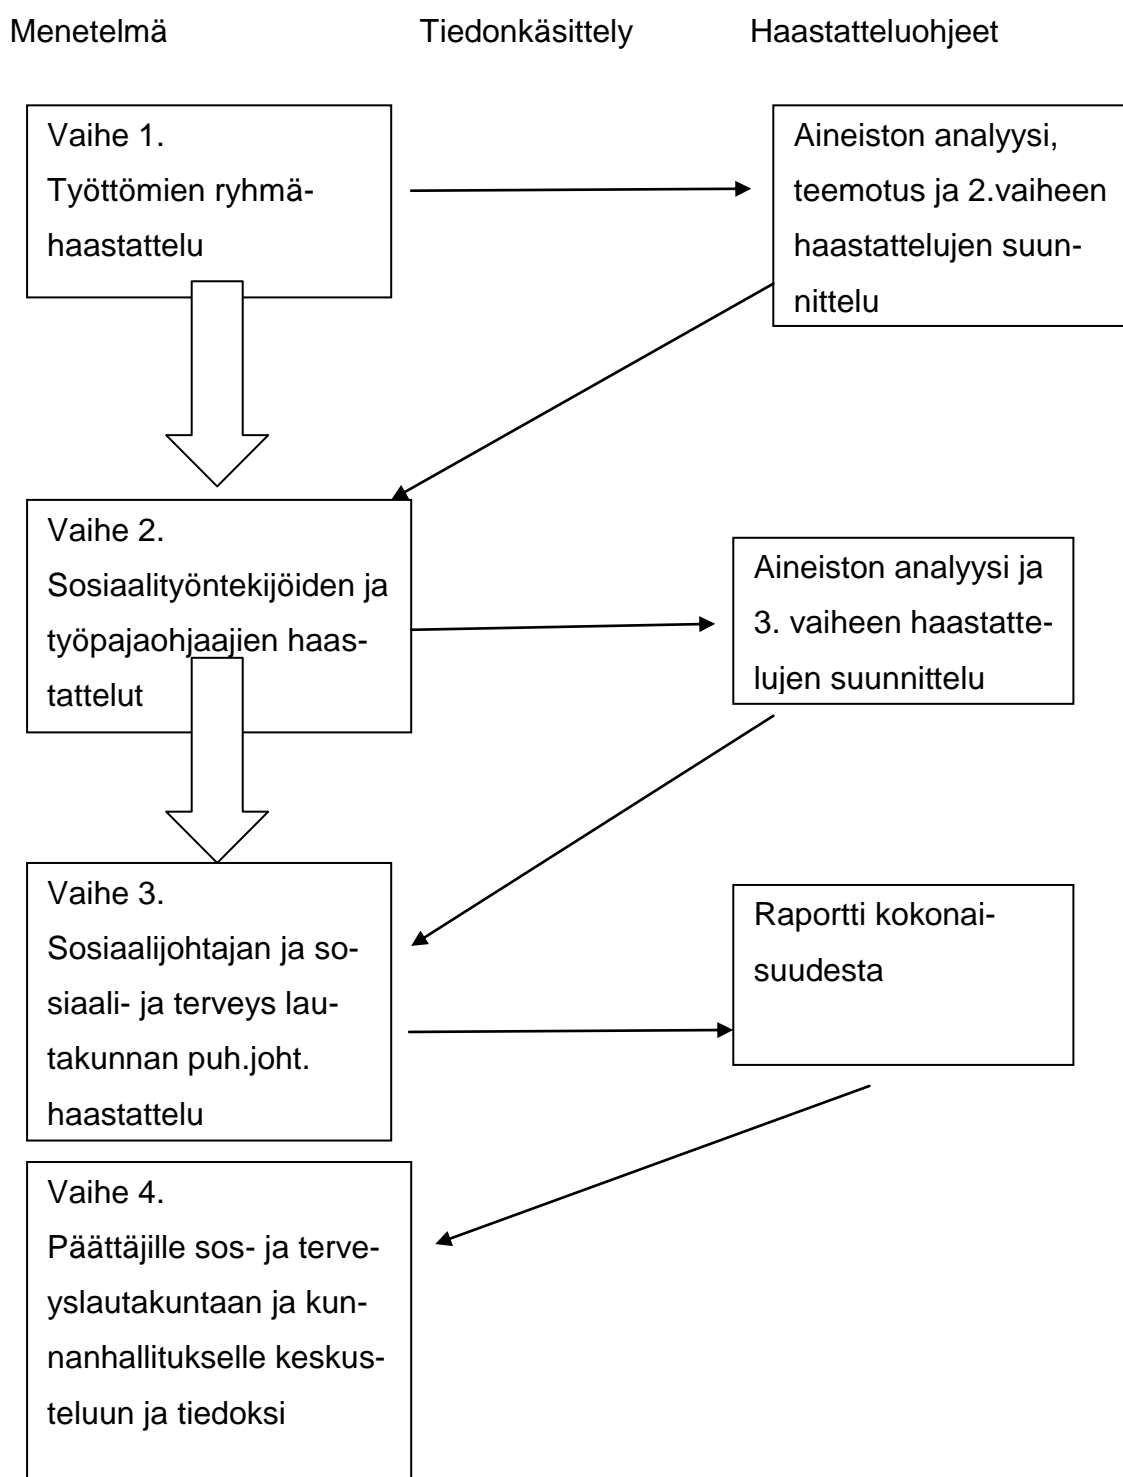 Menetelmä Tiedonkäsittely Haastatteluohjeet
Vaihe 1.
Työttömien ryhmä-
haastattelu
Aineiston analyysi,
teemotus ja 2.vaiheen
haastattelujen suun-
nittelu
Vaihe 2.
Sosiaalityöntekijöiden ja
työpajaohjaajien haas-
tattelut
Aineiston analyysi ja
3. vaiheen haastatte-
lujen suunnittelu
Vaihe 3.
Sosiaalijohtajan ja so-
siaali- ja terveys lau-
takunnan puh.joht.
haastattelu
Raportti kokonai-
suudesta
Vaihe 4.
Päättäjille sos- ja terve-
yslautakuntaan ja kun-
nanhallitukselle keskus-
teluun ja tiedoksi